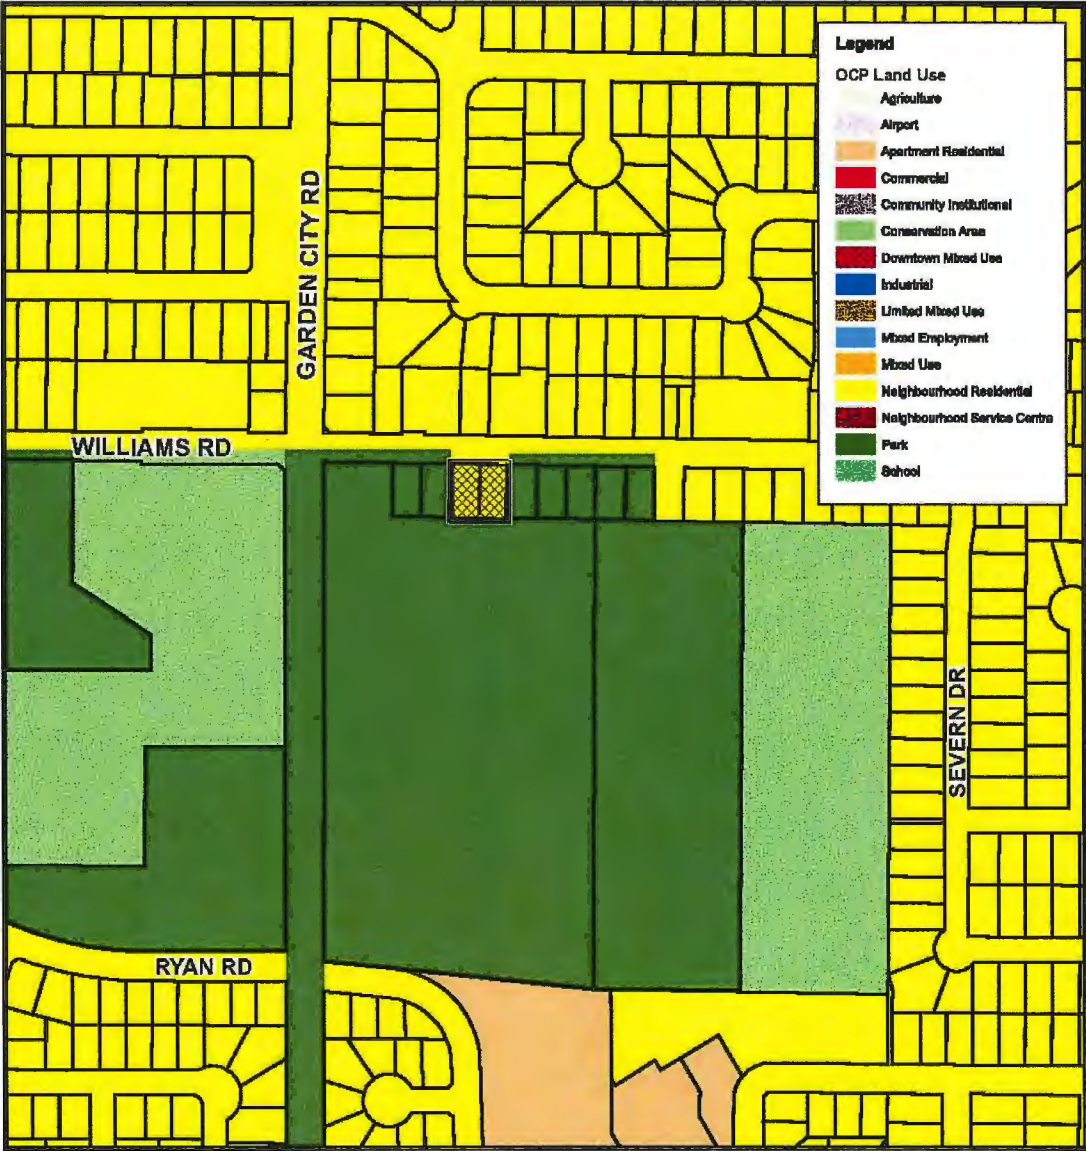 Legend
OCP Land Use
Agriculture
Airport
Apartment Residential
Commercial
Community Institutional
Conservation Area
Downtown Mixed Use
Industrial
Limited Mixed Use
Mixed Employment
Mixed Use
Neighbourhood Residential
Neighbourhood Service Centre
Park
School
GARDEN CITY RD
WILLIAMS RD
SEVERN DR
RYAN RD